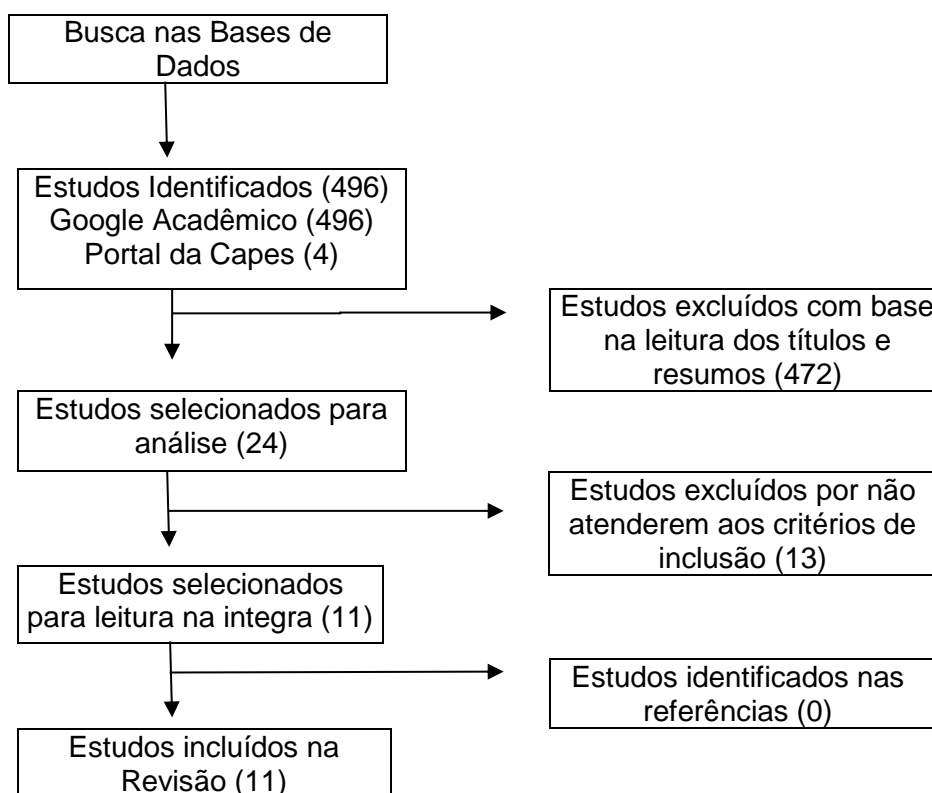 Busca nas Bases de
Dados
Estudos Identificados (496)
Google Acadêmico (496)
Portal da Capes (4)
Estudos excluídos com base
na leitura dos títulos e
resumos (472)
Estudos selecionados para
análise (24)
Estudos excluídos por não
atenderem aos critérios de
inclusão (13)
Estudos selecionados
para leitura na integra (11)
Estudos identificados nas
referências (0)
Estudos incluídos na
Revisão (11)